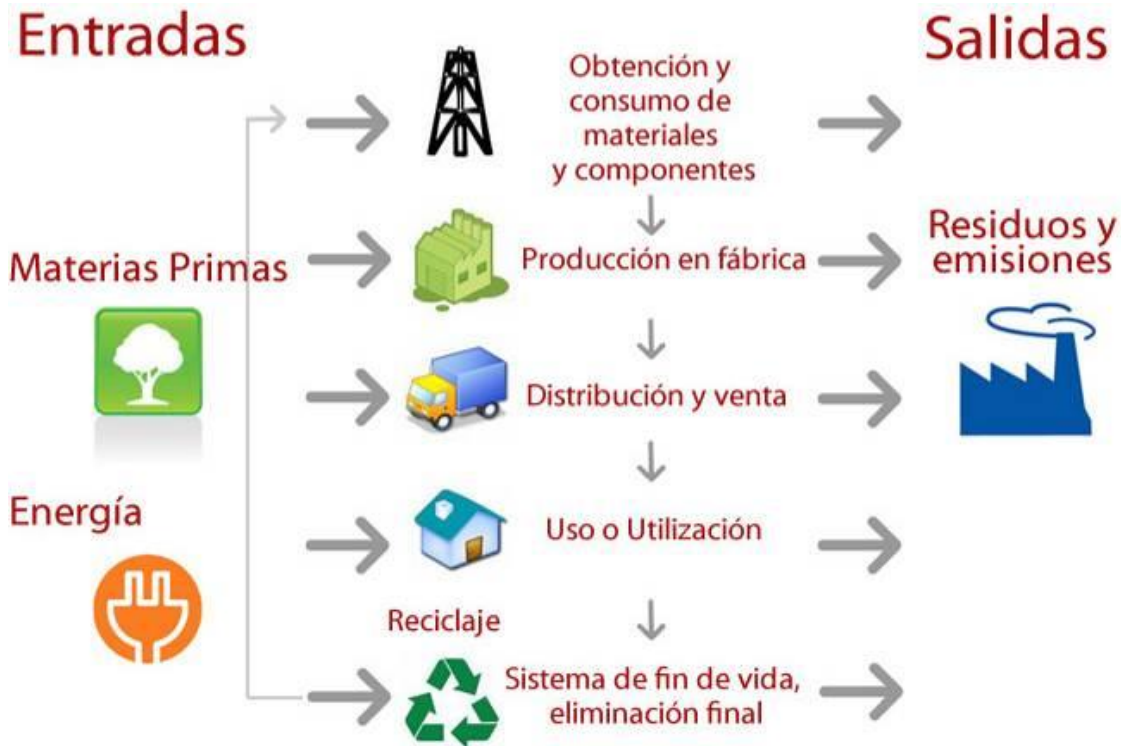 Entradas
Salidas
Obtención y
consumo de
materiales
y componentes
Materias Primas
Producción en fábrica
Residuos y
emisiones
Distribución y venta
Energía
Uso o Utilización
Reciclaje
Sistema de fin de vida,
eliminación final